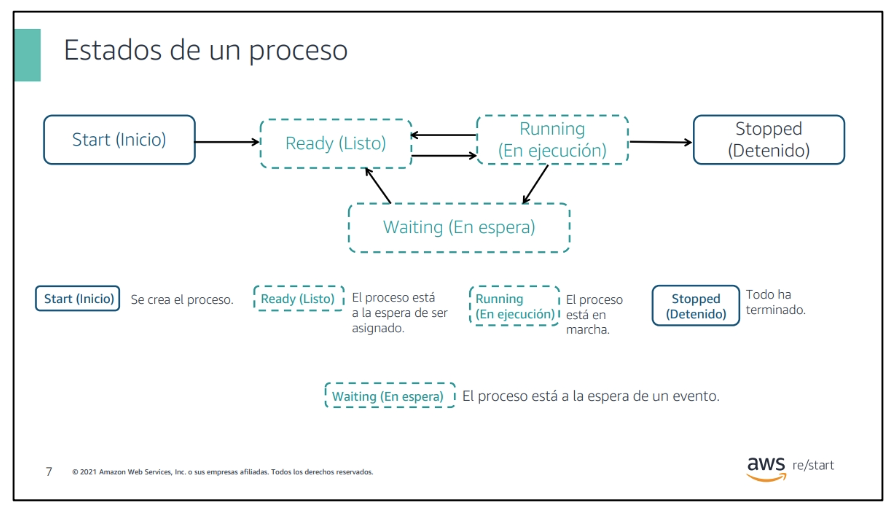 Estados de un proceso
Start (Inicio)
Ready (Listo)
Running
(En ejecución)
Stopped
(Detenido)
Waiting (En espera)
Start (Inicio)
Se crea el proceso.
Ready (Listo)
El proceso está
a la espera de ser
asignado.
Running
(En ejecución)
El proceso
está en
marcha.
Stopped
(Detenido)
Todo ha
terminado.
Waiting (En espera)
El proceso está a la espera de un evento.
7
© 2021 Amazon Web Services, Inc. o sus empresas afiliadas. Todos los derechos reservados.
aws re/start